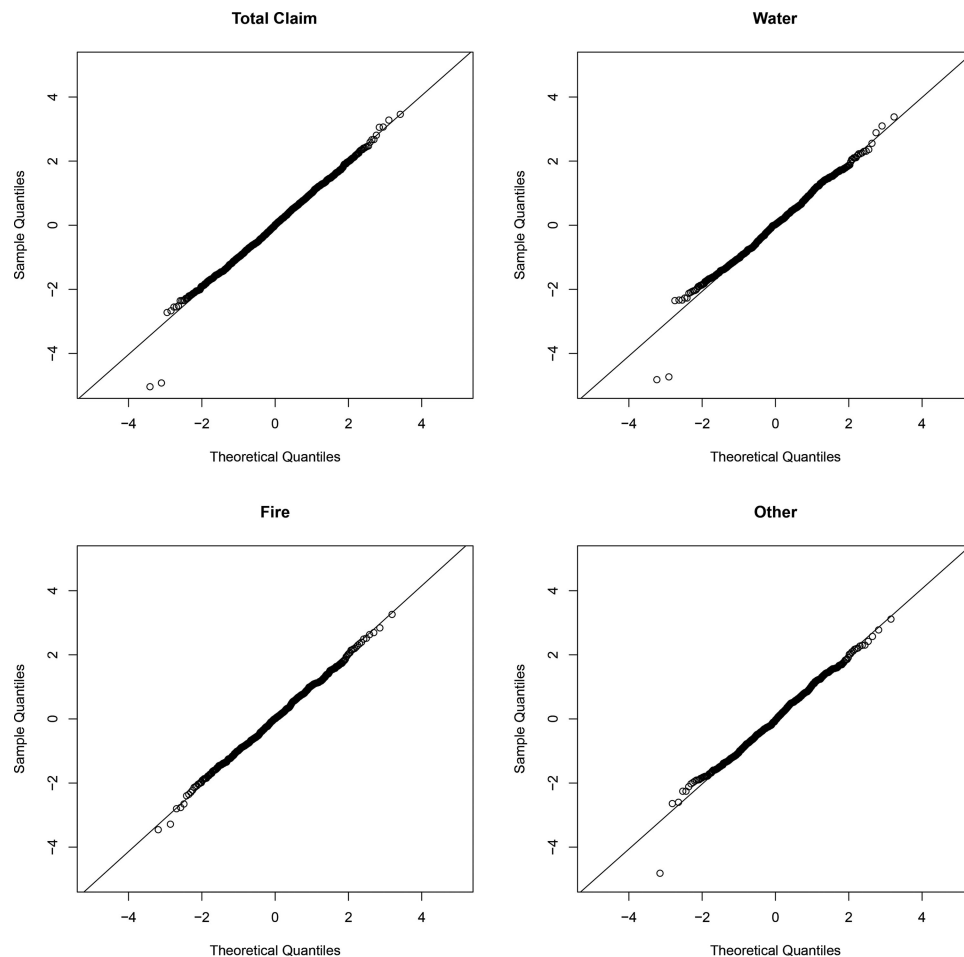 Total Claim
Sample Quantiles
4
2
0
−2
−4
−4 −2 0 2 4
Theoretical Quantiles
Water
Sample Quantiles
4
2
0
−2
−4
−4 −2 0 2 4
Theoretical Quantiles
Fire
Sample Quantiles
4
2
0
−2
−4
−4 −2 0 2 4
Theoretical Quantiles
Other
Sample Quantiles
4
2
0
−2
−4
−4 −2 0 2 4
Theoretical Quantiles